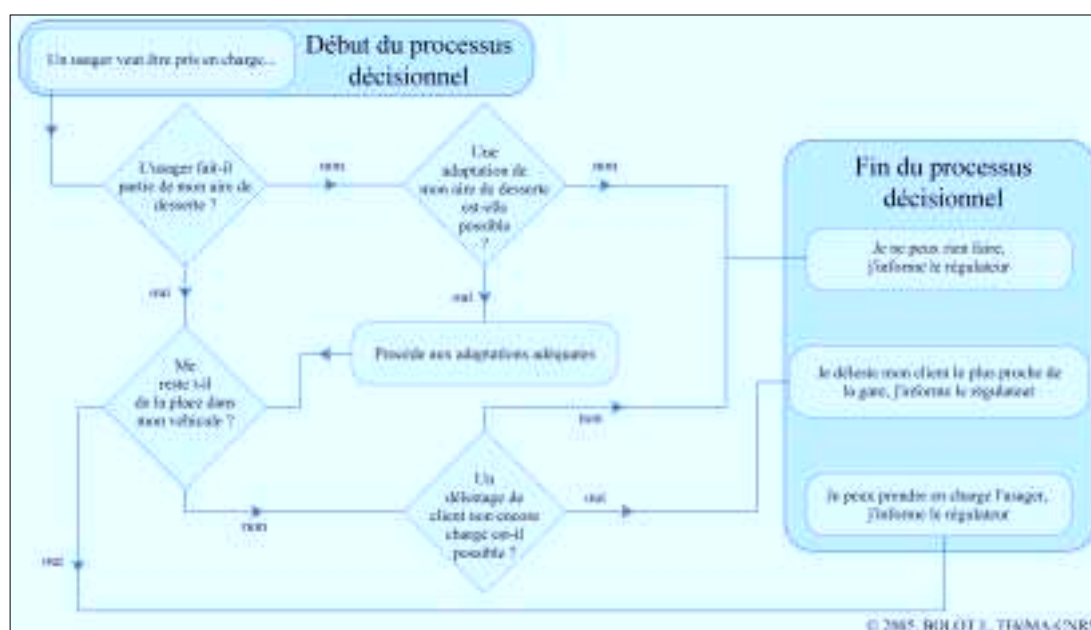 Un usager veut être pris en charge...
Début du processus
décisionnel
L'usager fait-il
partie de mon aire de
desserte ?
non
Une
adaptation de
mon aire de desserte
est-elle
possible
?
non
Fin du processus
décisionnel
Je ne peux rien faire,
j'informe le régulateur
oui
oui
Procède aux adaptations adéquates
Me
reste t-il
de la place dans
mon véhicule ?
Je déleste mon client le plus proche de
la gare, j'informe le régulateur
non
Un
délestage de
client non encore
chargé est-il
possible ?
oui
non
Je peux prendre en charge l'usager,
j'informe le régulateur
oui
© 2005, BOLOT J., THéMA-CNRS